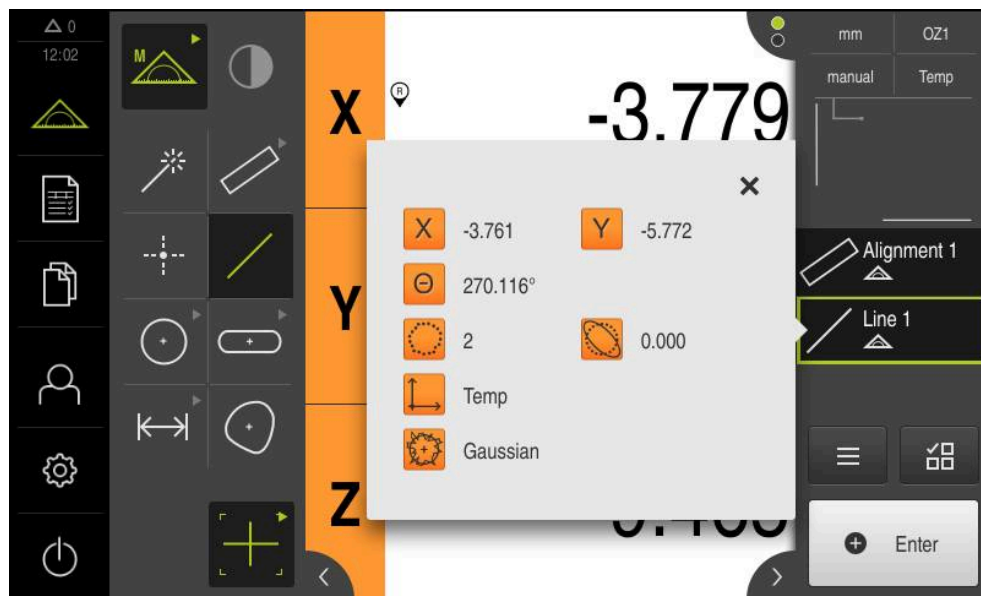 0
12:02
M
X
R
-3.779
mm
OZ1
manual
Temp
X -3.761 Y -5.772
Θ 270.116°
2 0.000
Temp
Gaussian
Y
Z
Alignment 1
Line 1
Enter